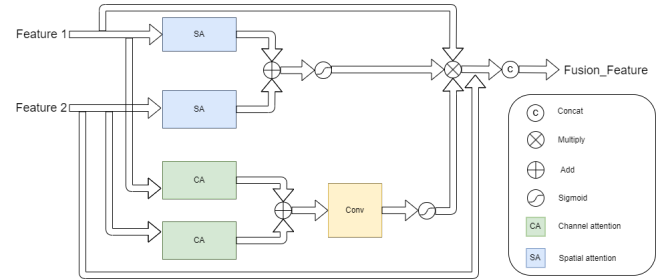 Feature 1
SA
C
Fusion_Feature
Feature 2
SA
C
Concat
Multiply
CA
Add
Conv
Sigmoid
CA
CA
Channel attention
SA
Spatial attention